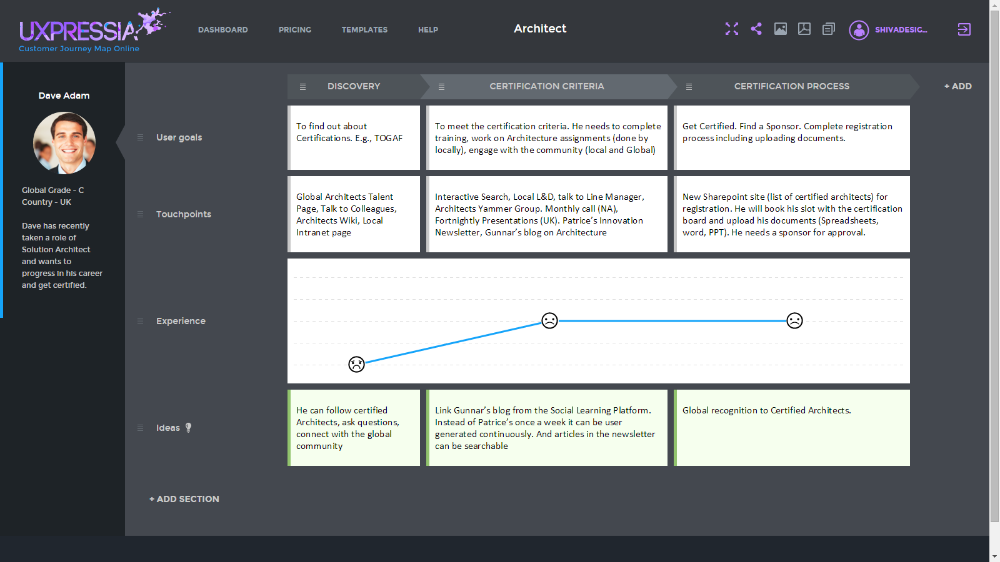 UXPRESSIA
Customer Journey Map Online
DASHBOARD
PRICING
TEMPLATES
HELP
Architect
SHIVADESIG...
Dave Adam
Global Grade - C
Country - UK
Dave has recently
taken a role of
Solution Architect
and wants to
progress in his career
and get certified.
DISCOVERY
CERTIFICATION CRITERIA
CERTIFICATION PROCESS
+ ADD
User goals
To find out about
Certifications. E.g., TOGAF
To meet the certification criteria. He needs to complete
training, work on Architecture assignments (done by
locally), engage with the community (local and Global)
Get Certified. Find a Sponsor. Complete registration
process including uploading documents.
Touchpoints
Global Architects Talent
Page, Talk to Colleagues,
Architects Wiki, Local
Intranet page
Interactive Search, Local L&D, talk to Line Manager,
Architects Yammer Group. Monthly call (NA),
Fortnightly Presentations (UK). Patrice's Innovation
Newsletter, Gunnar's blog on Architecture
New Sharepoint site (list of certified architects) for
registration. He will book his slot with the certification
board and upload his documents (Spreadsheets,
word, PPT). He needs a sponsor for approval.
Experience
Ideas
He can follow certified
Architects, ask questions,
connect with the global
community
Link Gunnar's blog from the Social Learning Platform.
Instead of Patrice's once a week it can be user
generated continuously. And articles in the newsletter
can be searchable
Global recognition to Certified Architects.
+ ADD SECTION